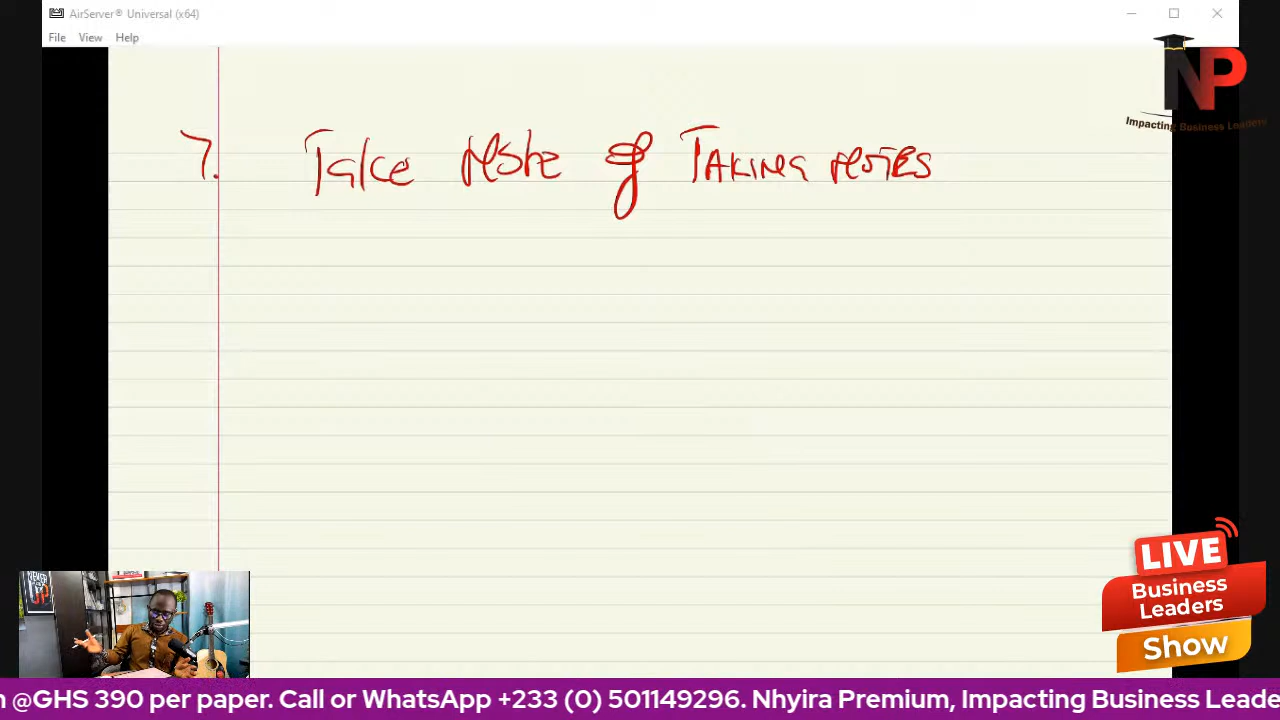 AirServer® Universal (x64)
File View Help
NP
Impacting Business Leaders
7. Take Note of TAKING NOTES
LIVE
Business
Leaders
Show
@GHS 390 per paper. Call or WhatsApp +233 (0) 501149296. Nhyira Premium, Impacting Business Leade